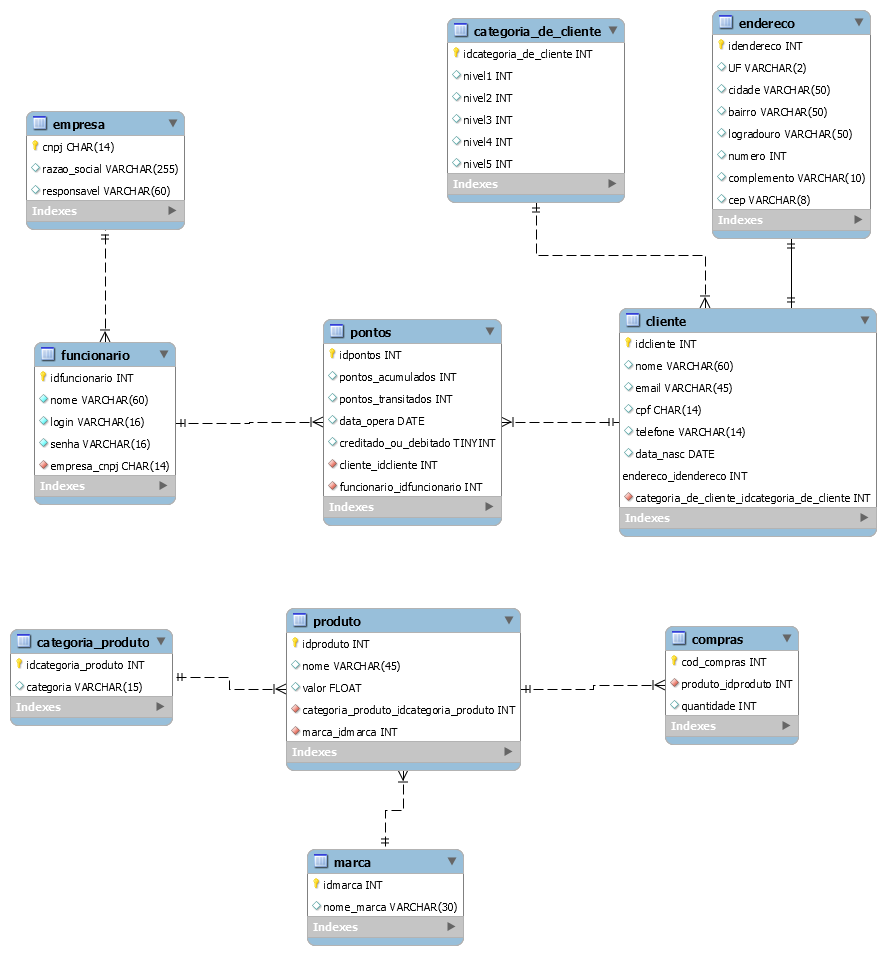 categoria_de_cliente
idcategoria_de_cliente INT
nivel1 INT
nivel2 INT
nivel3 INT
nivel4 INT
nivel5 INT
Indexes
endereco
idendereco INT
UF VARCHAR(2)
cidade VARCHAR(50)
bairro VARCHAR(50)
logradouro VARCHAR(50)
numero INT
complemento VARCHAR(10)
cep VARCHAR(8)
Indexes
empresa
cnpj CHAR(14)
razao_social VARCHAR(255)
responsavel VARCHAR(60)
Indexes
funcionario
idfuncionario INT
nome VARCHAR(60)
login VARCHAR(16)
senha VARCHAR(16)
empresa_cnpj CHAR(14)
Indexes
pontos
idpontos INT
pontos_acumulados INT
pontos_transitados INT
data_opera DATE
creditado_ou_debitado TINYINT
cliente_idcliente INT
funcionario_idfuncionario INT
Indexes
cliente
idcliente INT
nome VARCHAR(60)
email VARCHAR(45)
cpf CHAR(14)
telefone VARCHAR(14)
data_nasc DATE
endereco_idendereco INT
categoria_de_cliente_idcategoria_de_cliente INT
Indexes
categoria_produto
idcategoria_produto INT
categoria VARCHAR(15)
Indexes
produto
idproduto INT
nome VARCHAR(45)
valor FLOAT
categoria_produto_idcategoria_produto INT
marca_idmarca INT
Indexes
compras
cod_compras INT
produto_idproduto INT
quantidade INT
Indexes
marca
idmarca INT
nome_marca VARCHAR(30)
Indexes